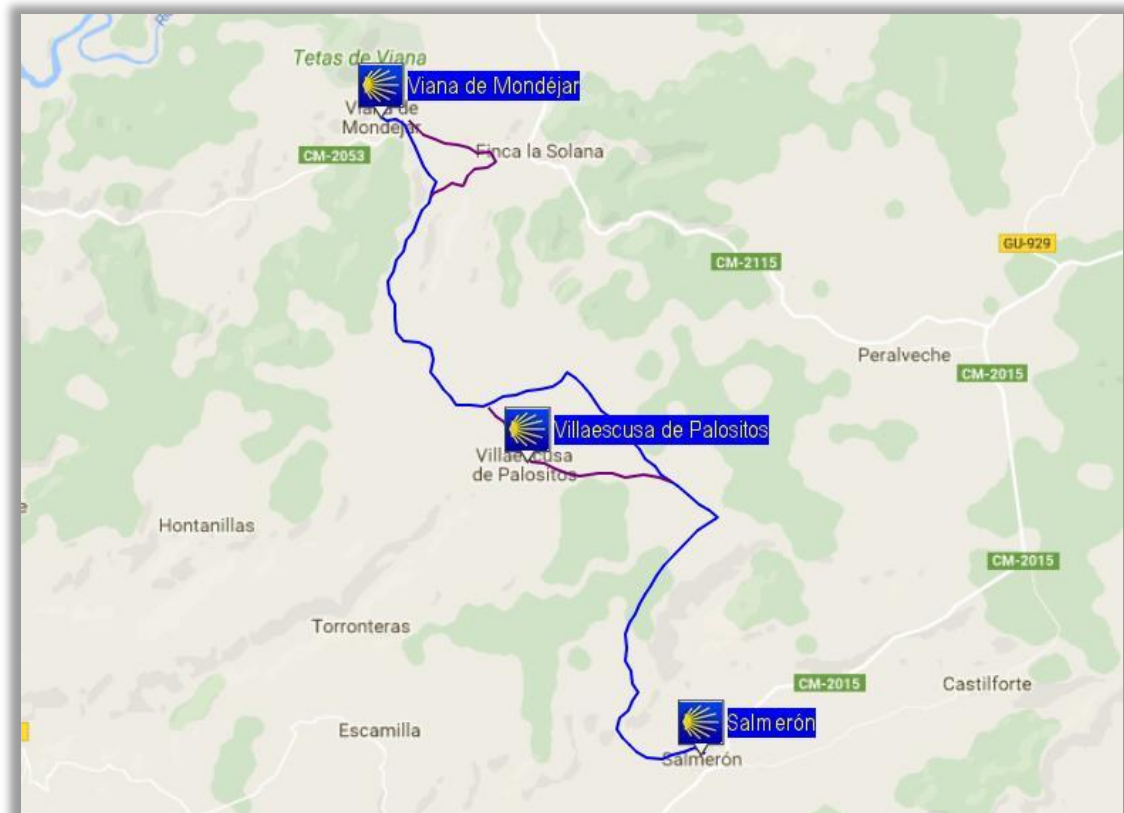 Tetas de Viana
Viana de Mondéjar
Viana de
Mondéjar
CM-2053
Finca la Solana
GU-929
CM-2115
Peralveche
CM-2015
Villaescusa de Palositos
Villaescusa
de Palositos
Hontanillas
CM-2015
Torronteras
CM-2015
Castilforte
Salmerón
Escamilla
Salmerón